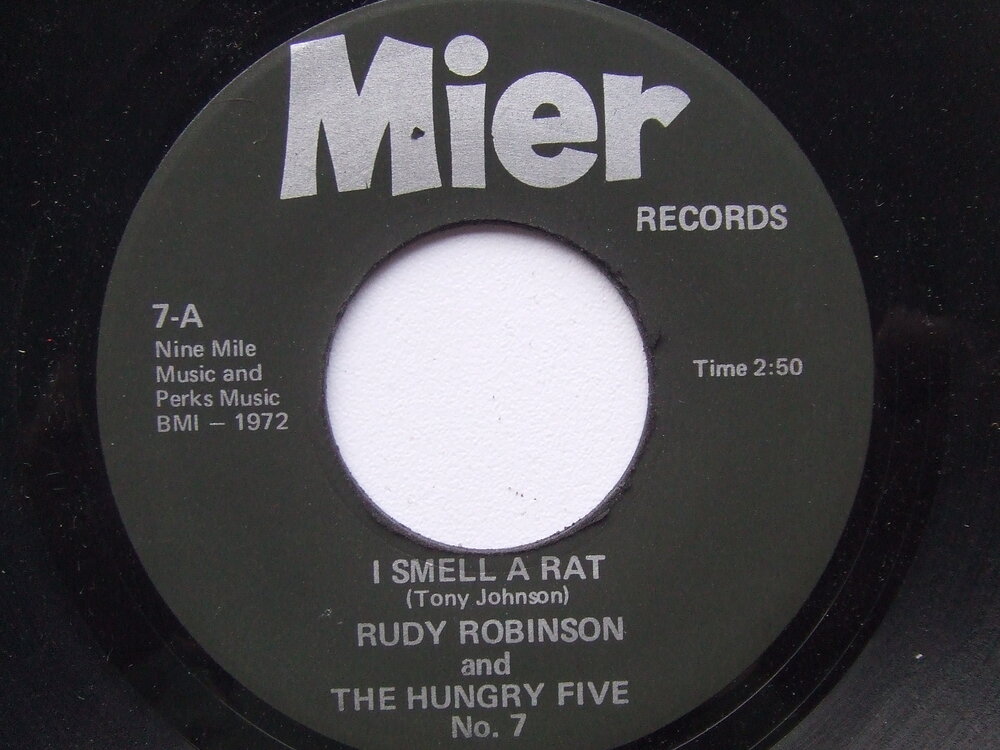 Mier
RECORDS
7-A
Nine Mile
Music and
Perks Music
BMI – 1972
Time 2:50
I SMELL A RAT
(Tony Johnson)
RUDY ROBINSON
and
THE HUNGRY FIVE
No. 7